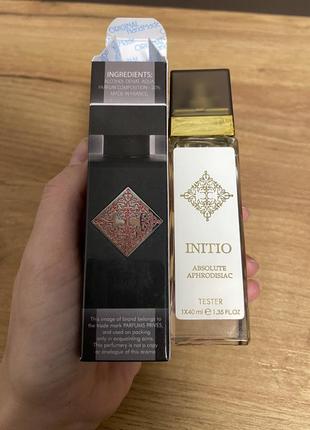 ORIGINAL
INGREDIENTS:
ALCOHOL DENAT, AQUA,
PARFUM COMPOSITION - 20%
MADE IN FRANCE.
This image of brand belongs to
the trade mark PARFUMS PRIVES,
and used on packing
only in acquainting aims.
This perfumery is not a copy
or analogue of this aroma
INITIO
ABSOLUTE
APHRODISIAC
TESTER
1X40 ml ℮ 1,35 FL.OZ